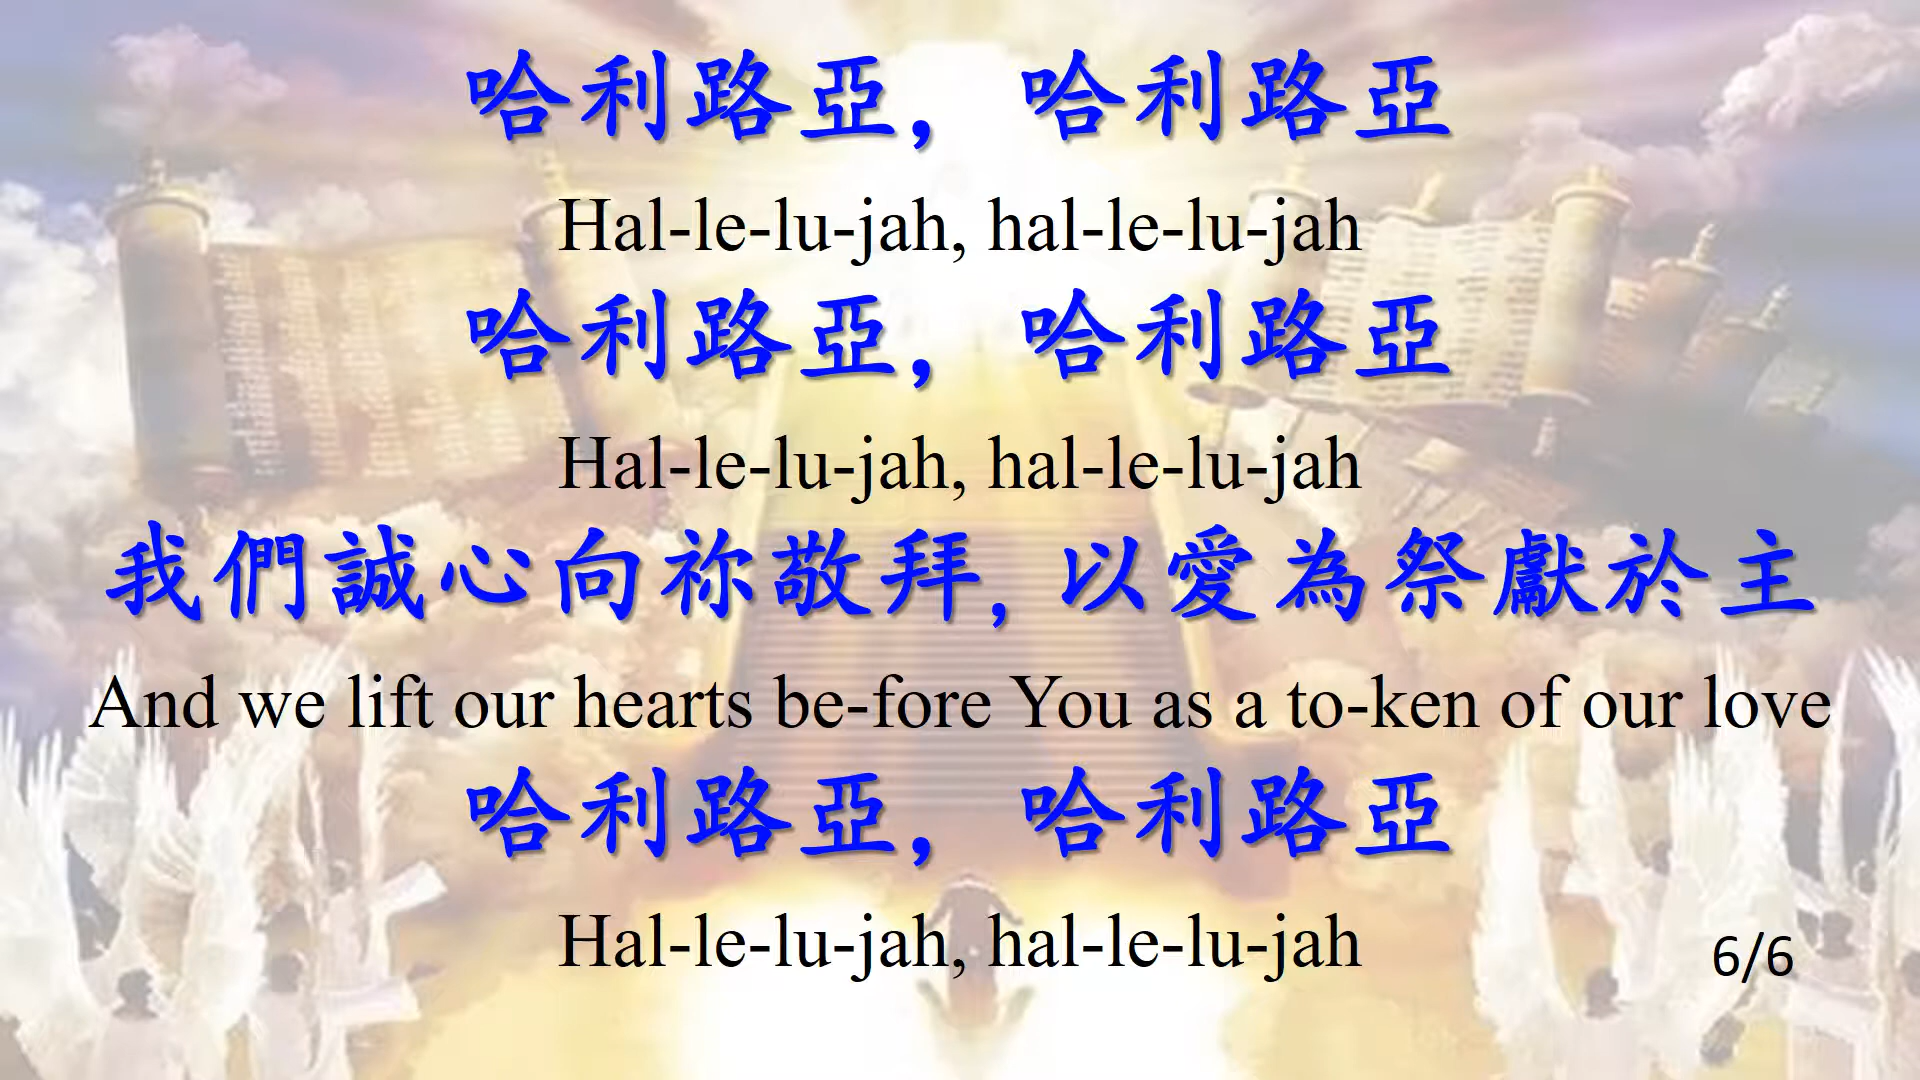 哈利路亞, 哈利路亞
Hal-le-lu-jah, hal-le-lu-jah
哈利路亞, 哈利路亞
Hal-le-lu-jah, hal-le-lu-jah
我們誠心向祢敬拜, 以愛為祭獻於主
And we lift our hearts be-fore You as a to-ken of our love
哈利路亞, 哈利路亞
Hal-le-lu-jah, hal-le-lu-jah
6/6